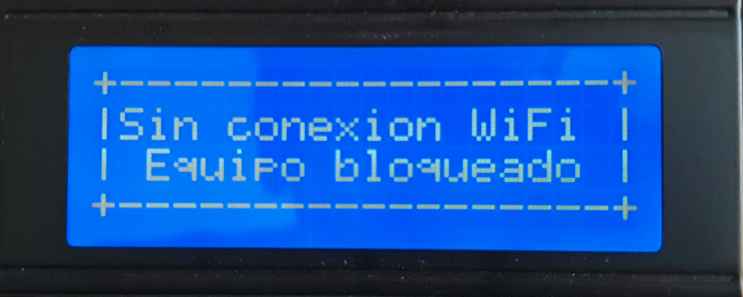 +------------------+
|Sin conexion WiFi |
| Equipo bloqueado |
+------------------+